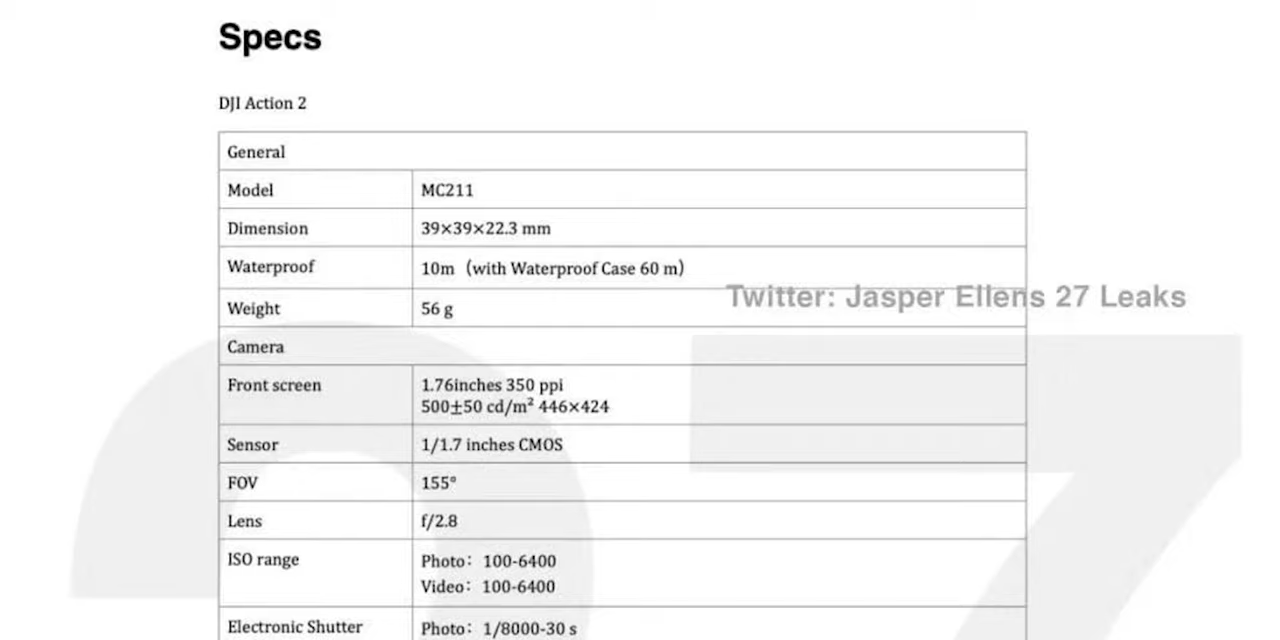 Specs
DJI Action 2
General
Model MC211
Dimension 39×39×22.3 mm
Waterproof 10m（with Waterproof Case 60 m）
Twitter: Jasper Ellens 27 Leaks
Weight 56 g
Camera
Front screen 1.76inches 350 ppi
500±50 cd/m² 446×424
Sensor 1/1.7 inches CMOS
FOV 155°
Lens f/2.8
ISO range Photo：100-6400
Video：100-6400
Electronic Shutter Photo：1/8000-30 s
27